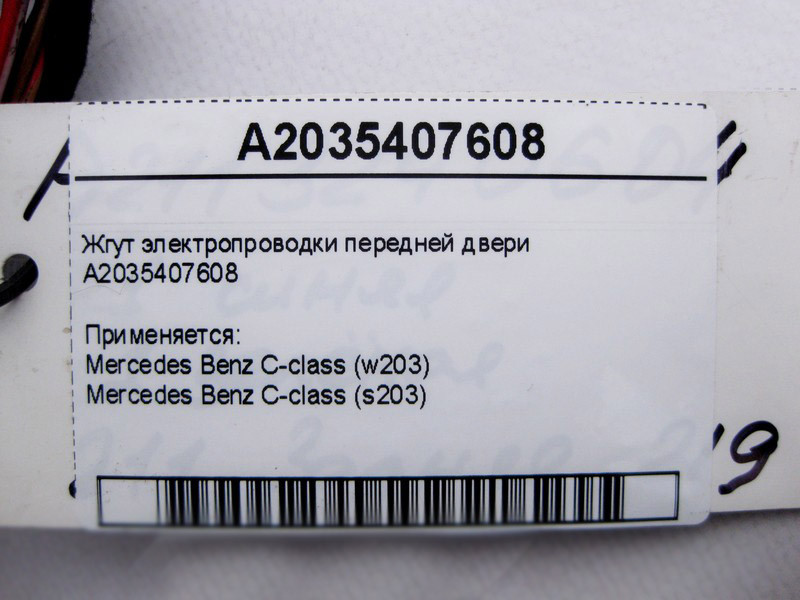 A2035407608
Жгут электропроводки передней двери
A2035407608
Применяется:
Mercedes Benz C-class (w203)
Mercedes Benz C-class (s203)